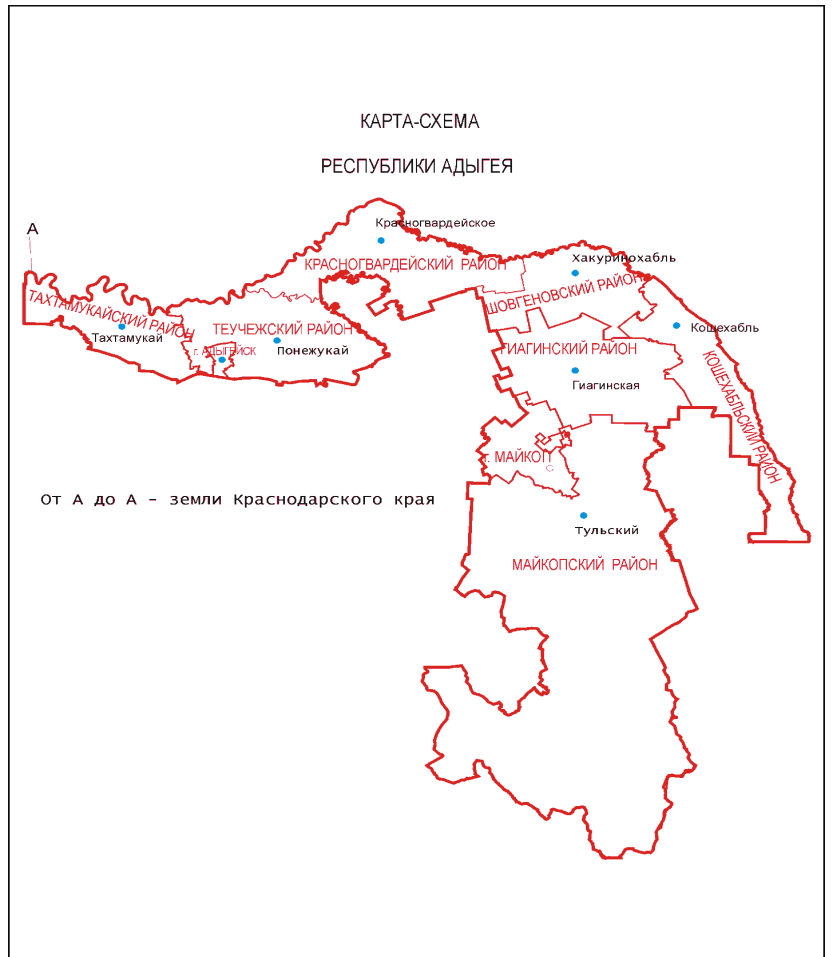 КАРТА-СХЕМА
РЕСПУБЛИКИ АДЫГЕЯ
А
Красногвардейское
КРАСНОГВАРДЕЙСКИЙ РАЙОН
Хакуринохабль
ШОВГЕНОВСКИЙ РАЙОН
ТАХТАМУКАЙСКИЙ РАЙОН
Тахтамукай
ТЕУЧЕЖСКИЙ РАЙОН
г. АДЫГЕЙСК
Понежукай
Кошехабль
КОШЕХАБЛЬСКИЙ РАЙОН
ГИАГИНСКИЙ РАЙОН
Гиагинская
г. МАЙКОП
От А до А – земли Краснодарского края
Тульский
МАЙКОПСКИЙ РАЙОН